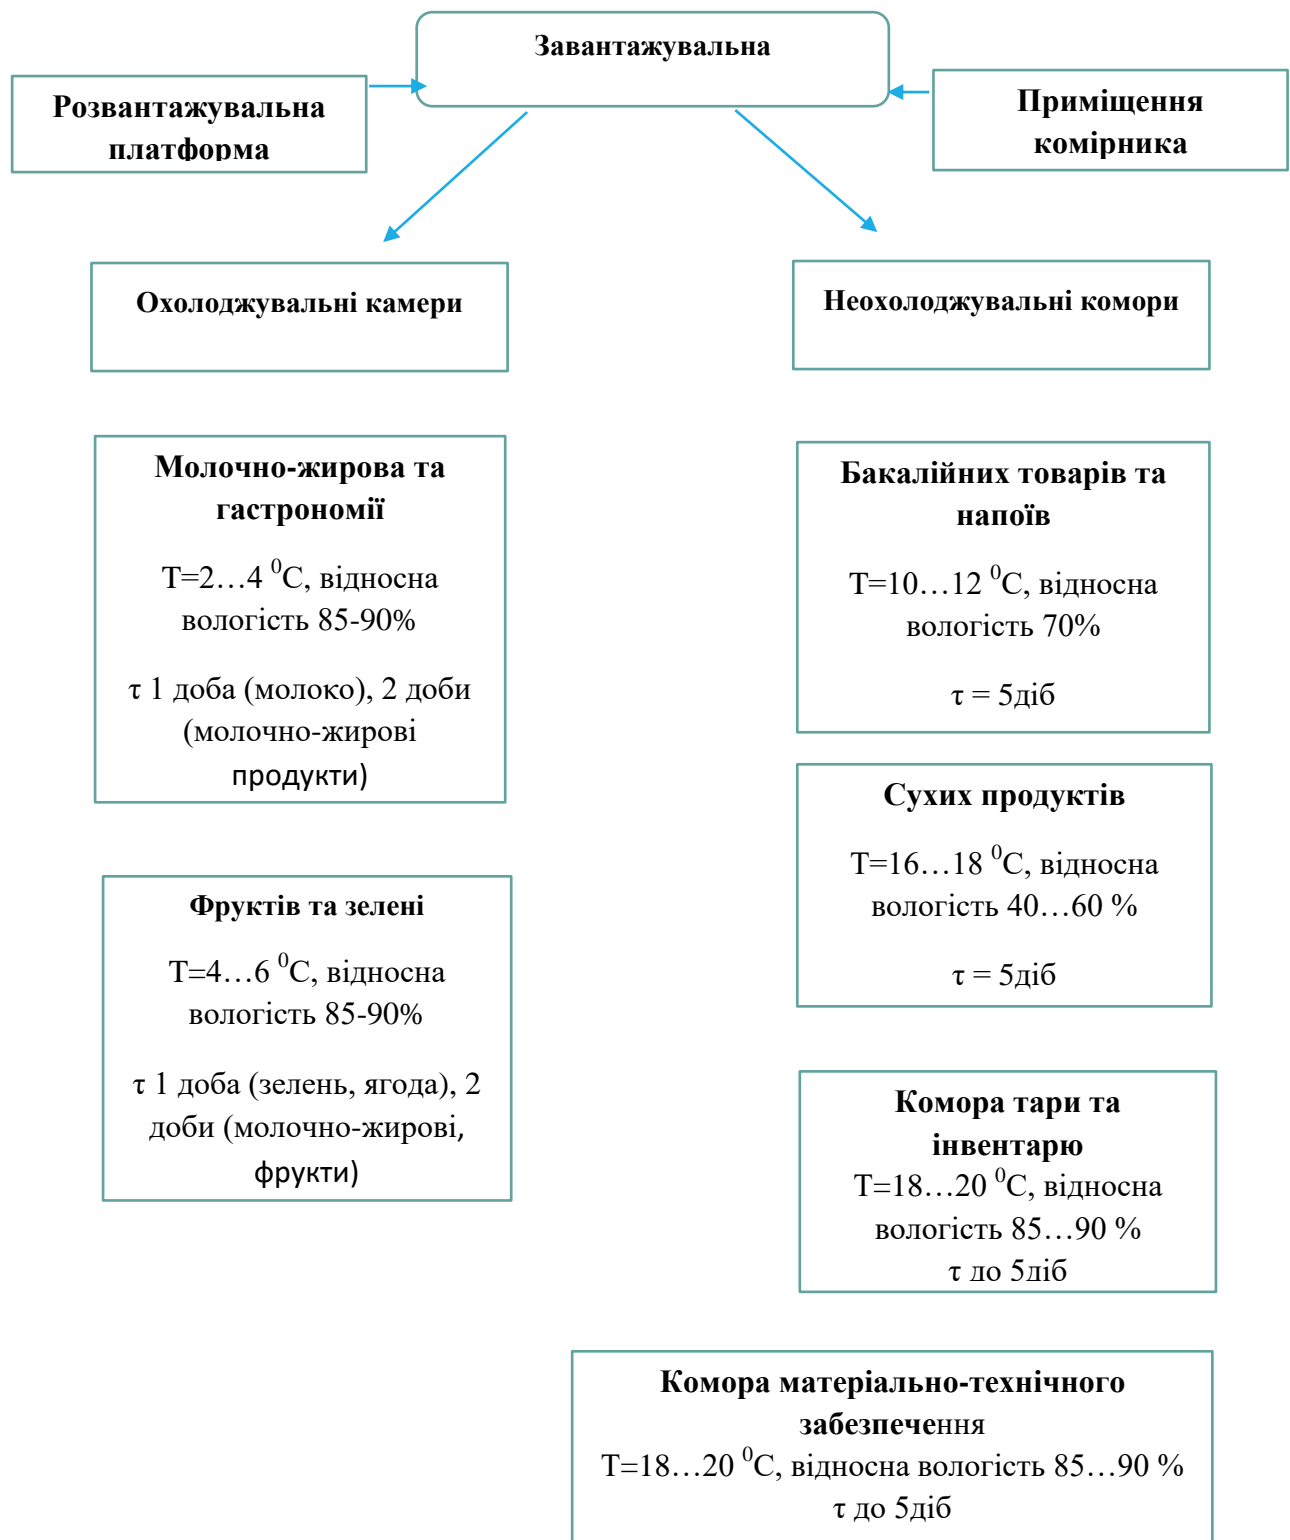 Завантажувальна
Розвантажувальна
платформа
Приміщення
комірника
Охолоджувальні камери
Неохолоджувальні комори
Молочно-жирова та
гастрономії
Т=2…4 ⁰С, відносна
вологість 85-90%
τ 1 доба (молоко), 2 доби
(молочно-жирові
продукти)
Фруктів та зелені
Т=4…6 ⁰С, відносна
вологість 85-90%
τ 1 доба (зелень, ягода), 2
доби (молочно-жирові,
фрукти)
Бакалійних товарів та
напоїв
Т=10…12 ⁰С, відносна
вологість 70%
τ = 5діб
Сухих продуктів
Т=16…18 ⁰С, відносна
вологість 40…60 %
τ = 5діб
Комора тари та
інвентарю
Т=18…20 ⁰С, відносна
вологість 85…90 %
τ до 5діб
Комора матеріально-технічного
забезпечення
Т=18…20 ⁰С, відносна вологість 85…90 %
τ до 5діб